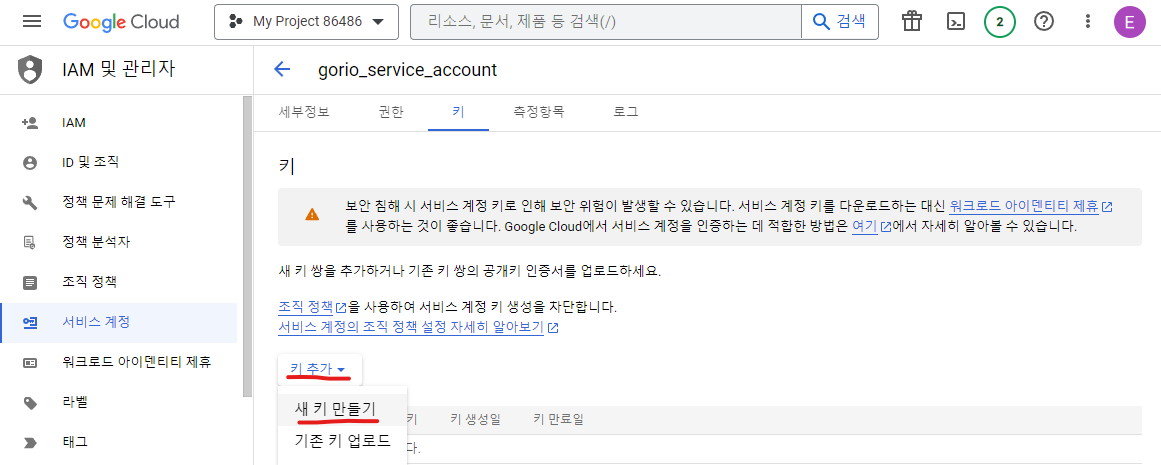 Google Cloud
My Project 86486
리소스, 문서, 제품 등 검색(/)
검색
2
E
IAM 및 관리자
gorio_service_account
IAM
ID 및 조직
정책 문제 해결 도구
정책 분석자
조직 정책
서비스 계정
워크로드 아이덴티티 제휴
라벨
태그
세부정보
권한
키
측정항목
로그
키
보안 침해 시 서비스 계정 키로 인해 보안 위험이 발생할 수 있습니다. 서비스 계정 키를 다운로드하는 대신 워크로드 아이덴티티 제휴
를 사용하는 것이 좋습니다. Google Cloud에서 서비스 계정을 인증하는 데 적합한 방법은 여기에서 자세히 알아볼 수 있습니다.
새 키 쌍을 추가하거나 기존 키 쌍의 공개키 인증서를 업로드하세요.
조직 정책을 사용하여 서비스 계정 키 생성을 차단합니다.
서비스 계정의 조직 정책 설정 자세히 알아보기
키 추가
새 키 만들기
기존 키 업로드
키
키 생성일
키 만료일
다.